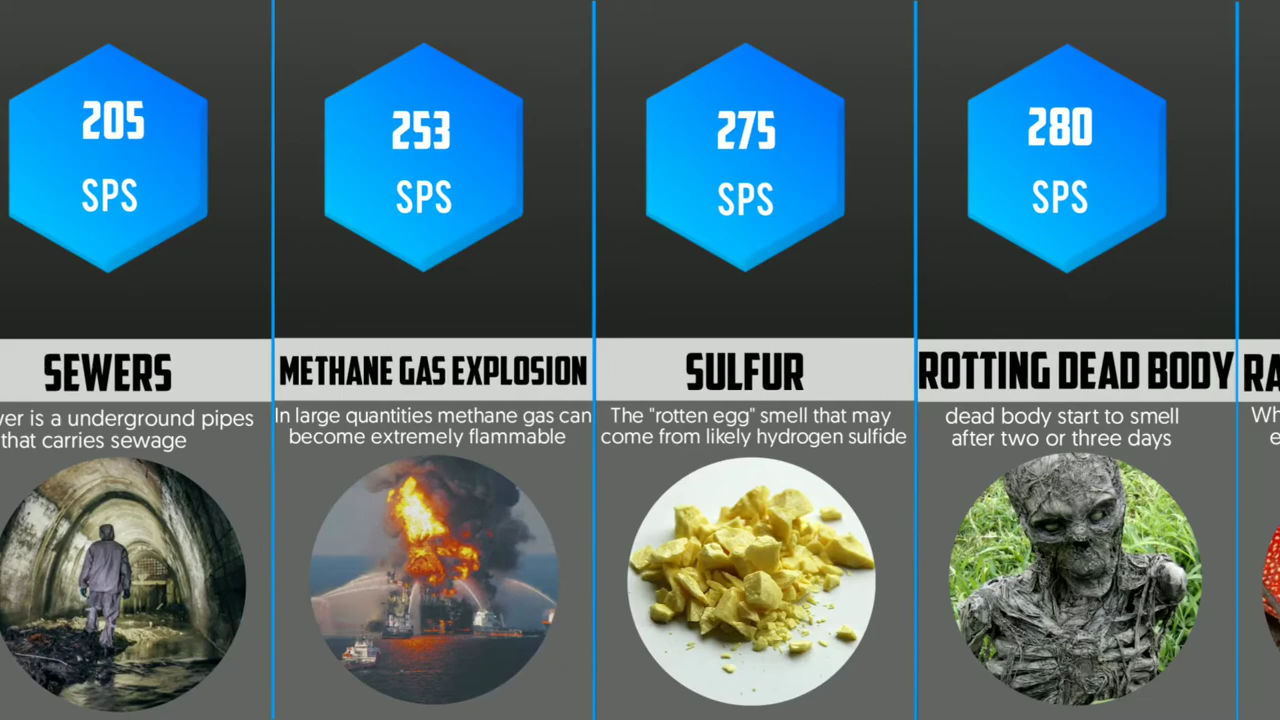 205
SPS
SEWERS
is a underground pipes
that carries sewage
253
SPS
METHANE GAS EXPLOSION
In large quantities methane gas can
become extremely flammable
275
SPS
SULFUR
The "rotten egg" smell that may
come from likely hydrogen sulfide
280
SPS
ROTTING DEAD BODY
dead body start to smell
after two or three days